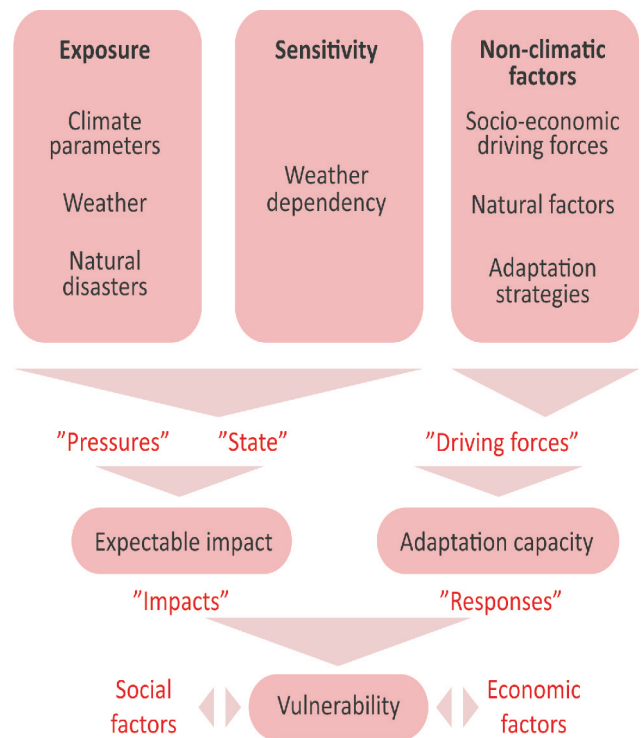 Exposure
Climate
parameters
Weather
Natural
disasters
Sensitivity
Weather
dependency
Non-climatic
factors
Socio-economic
driving forces
Natural factors
Adaptation
strategies
”Pressures” ”State” ”Driving forces”
Expectable impact
Adaptation capacity
”Impacts” ”Responses”
Social
factors
Vulnerability
Economic
factors